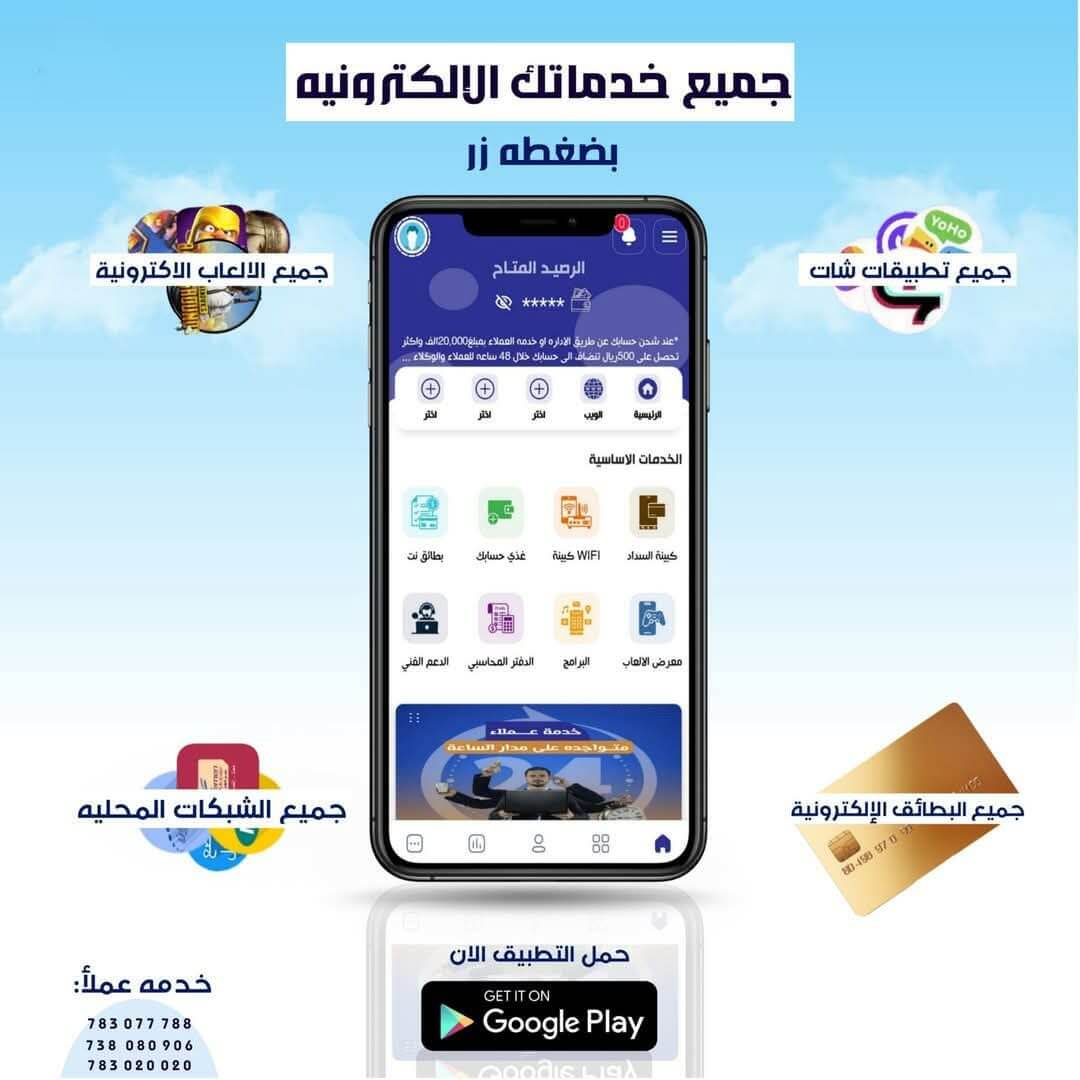 جميع خدماتك الإلكترونيه
بضغطه زر
جميع تطبيقات شات
YoHo
جميع الالعاب الاكترونية
0
الرصيد المتاح
*****
*عند شحن حسابك عن طريق الاداره او خدمه العملاء بمبلغ20,000الف واكثر
تحصل على 500ريال تنضاف الى حسابك خلال 48 ساعه للعملاء والوكلاء ...
الرئيسية
الويب
اختر
اختر
اختر
الخدمات الاساسية
كبينة السداد
WIFI كبينة
غذي حسابك
بطائق نت
معرض الالعاب
البرامج
الدفتر المحاسبي
الدعم الفني
خدمة عـــملاء
متـواجده على مدار الساعة
24
جميع البطائق الإلكترونية
جميع الشبكات المحليه
حمل التطبيق الان
GET IT ON
Google Play
خدمه عملأ:
783 077 788
738 080 906
783 020 020